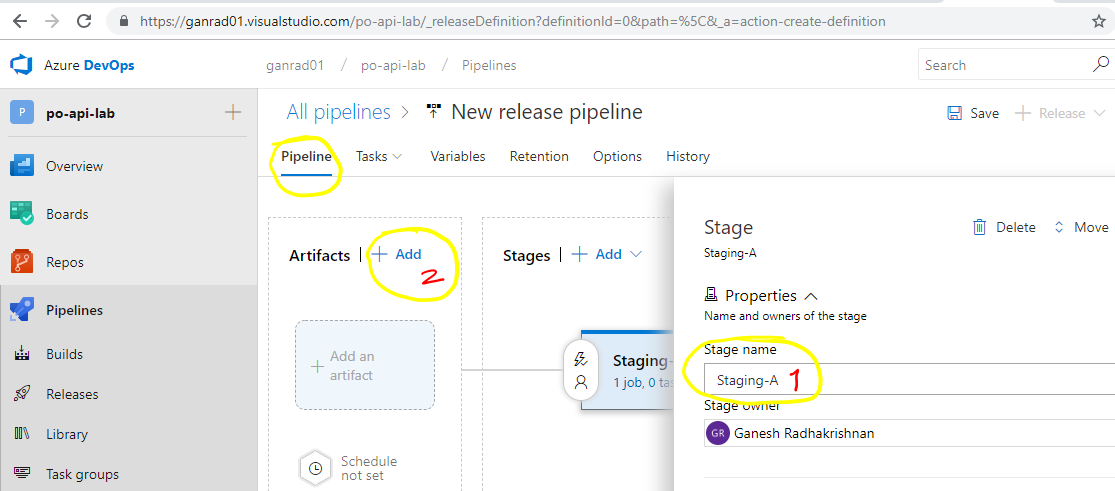 https://ganrad01.visualstudio.com/po-api-lab/_releaseDefinition?definitionId=0&path=%5C&_a=action-create-definition
Azure DevOps
ganrad01 / po-api-lab / Pipelines
Search
P po-api-lab
All pipelines > New release pipeline
Save
Release
Pipeline Tasks Variables Retention Options History
Overview
Boards
Repos
Pipelines
Builds
Releases
Library
Task groups
Artifacts | + Add
2
Add an
artifact
Schedule
not set
Stages | + Add
Staging-
1 job, 0 tas
Stage
Staging-A
Delete
Move
Properties
Name and owners of the stage
Stage name
Staging-A 1
Stage owner
GR Ganesh Radhakrishnan